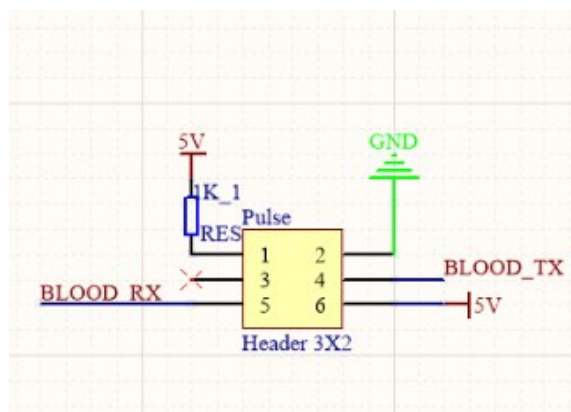 5V
GND
1K_1
Pulse
RES
1 2
3 4
5 6
BLOOD_TX
BLOOD_RX
5V
Header 3X2